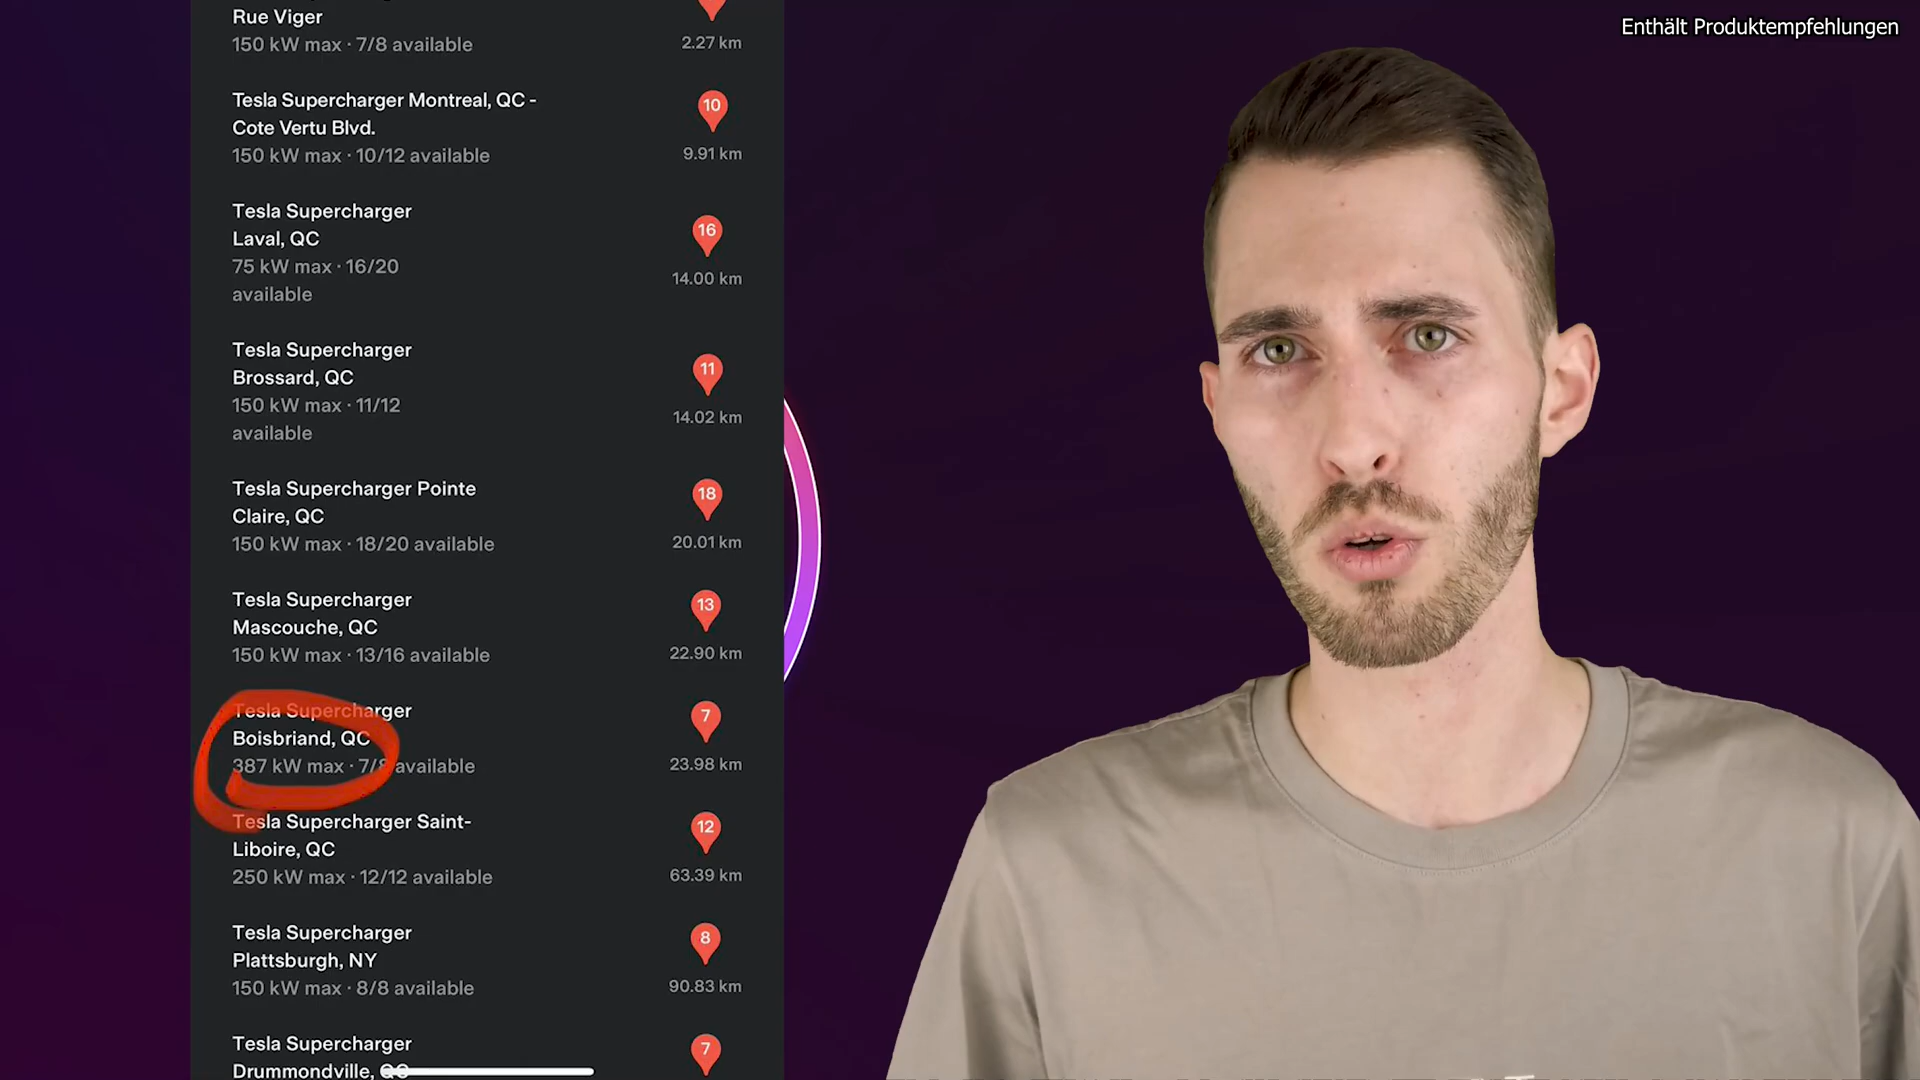 Enthält Produktempfehlungen
Rue Viger
150 kW max · 7/8 available
2.27 km
Tesla Supercharger Montreal, QC -
Cote Vertu Blvd.
150 kW max · 10/12 available
10
9.91 km
Tesla Supercharger
Laval, QC
75 kW max · 16/20
available
16
14.00 km
Tesla Supercharger
Brossard, QC
150 kW max · 11/12
available
11
14.02 km
Tesla Supercharger Pointe
Claire, QC
150 kW max · 18/20 available
18
20.01 km
Tesla Supercharger
Mascouche, QC
150 kW max · 13/16 available
13
22.90 km
Tesla Supercharger
Boisbriand, QC
387 kW max · 7/8 available
7
23.98 km
Tesla Supercharger Saint-
Liboire, QC
250 kW max · 12/12 available
12
63.39 km
Tesla Supercharger
Plattsburgh, NY
150 kW max · 8/8 available
8
90.83 km
Tesla Supercharger
Drummondville, QC
7